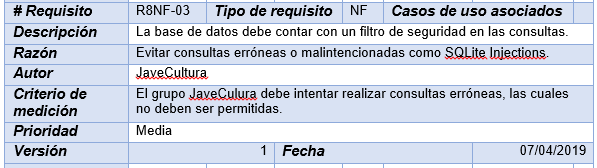 # Requisito R8NF-03 Tipo de requisito NF Casos de uso asociados
Descripción La base de datos debe contar con un filtro de seguridad en las consultas.
Razón Evitar consultas erróneas o malintencionadas como SQLite Injections.
Autor JaveCultura
Criterio de El grupo JaveCulura debe intentar realizar consultas erróneas, las cuales
medición no deben ser permitidas.
Prioridad Media
Versión 1 Fecha 07/04/2019